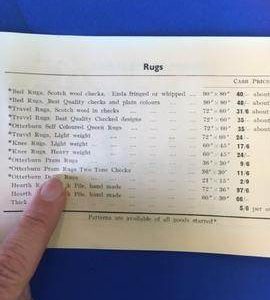 Rugs
CASH PRICE
*Bed Rugs, Scotch wool checks, Ends fringed or whipped ... 90"×80" 40/- about
*Bed Rugs, Best Quality checks and plain colours ... 90"×80" 48/- about
*Travel Rugs, Scotch wool in checks ... 72"×60" 31/6 about
*Travel Rugs, Best Quality Checked designs ... 72"×60" 35/- about
*Otterburn Self Coloured Queen Rugs ... 72"×60" 35/- about
*Travel Rugs, Light weight ... 72"×60" 24/-
*Knee Rugs, Light weight ... 60"×45" 17/6
*Knee Rugs, Heavy weight ... 60"×45" 24/-
*Otterburn Pram Rugs ... 36"×30" 9/6
*Otterburn Pram Rugs Two Tone Checks ... 36"×30" 11/6
*Otterburn Rugs ... 21"×15" 2/9
Hearth Pile, hand made ... 72"×36" 97/6
Hearth Pile, hand made ... 60"×30" 66/-
Thick 5/6 per
Patterns are available of all goods starred*